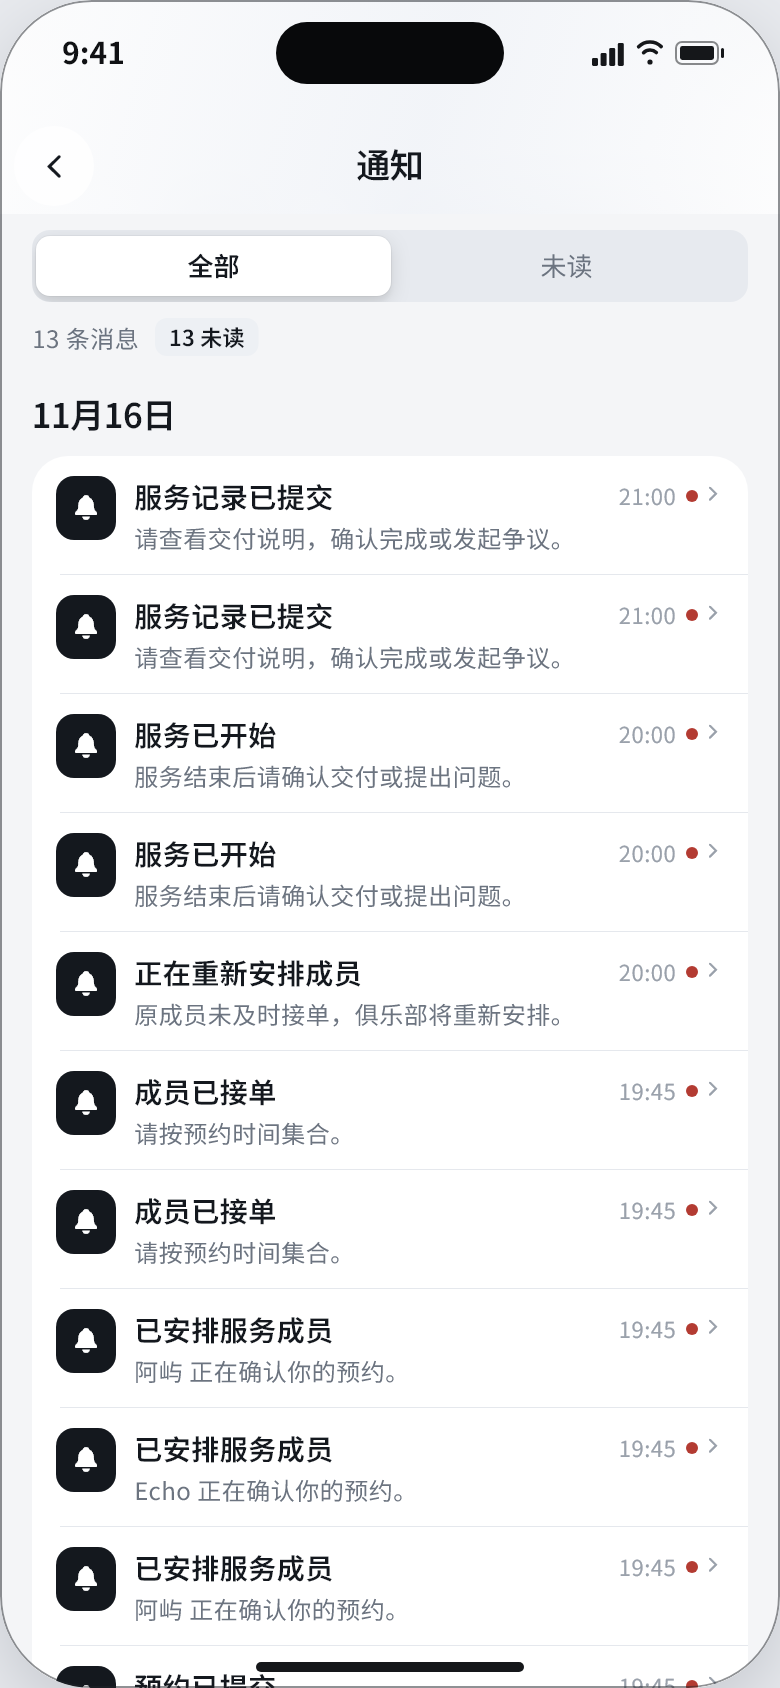 9:41
通知
全部
未读
13 条消息
13 未读
11月16日
服务记录已提交
21:00
请查看交付说明，确认完成或发起争议。
服务记录已提交
21:00
请查看交付说明，确认完成或发起争议。
服务已开始
20:00
服务结束后请确认交付或提出问题。
服务已开始
20:00
服务结束后请确认交付或提出问题。
正在重新安排成员
20:00
原成员未及时接单，俱乐部将重新安排。
成员已接单
19:45
请按预约时间集合。
成员已接单
19:45
请按预约时间集合。
已安排服务成员
19:45
阿屿 正在确认你的预约。
已安排服务成员
19:45
Echo 正在确认你的预约。
已安排服务成员
19:45
阿屿 正在确认你的预约。
预约已提交
19:45